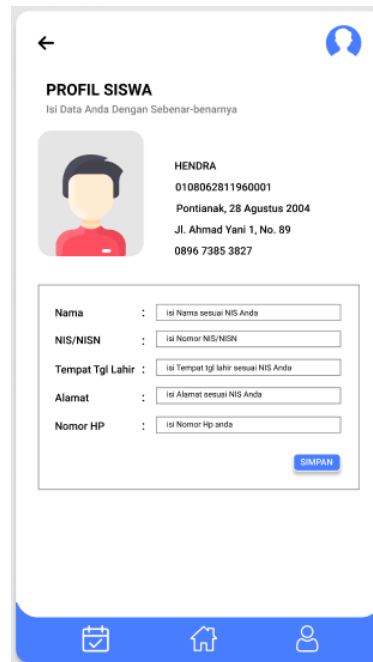 PROFIL SISWA
Isi Data Anda Dengan Sebenar-benarnya
HENDRA
0108062811960001
Pontianak, 28 Agustus 2004
Jl. Ahmad Yani 1, No. 89
0896 7385 3827
Nama : isi Nama sesuai NIS Anda
NIS/NISN : isi Nomor NIS/NISN
Tempat Tgl Lahir : isi Tempat tgl lahir sesuai NIS Anda
Alamat : isi Alamat sesuai NIS Anda
Nomor HP : isi Nomor Hp anda
SIMPAN